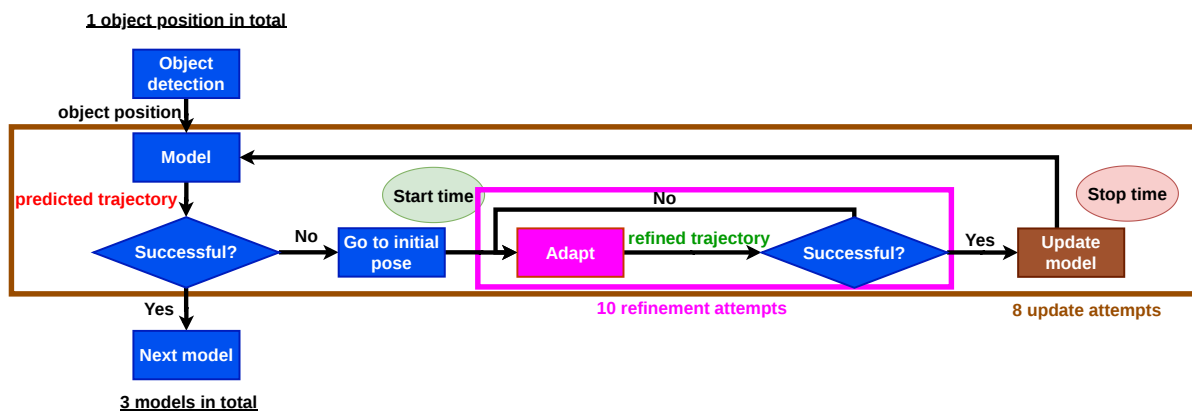 1 object position in total
Object
detection
object position
Model
predicted trajectory
Start time
Stop time
No
Successful?
No
Go to initial
pose
Adapt
refined trajectory
Successful?
Yes
Update
model
Yes
10 refinement attempts
8 update attempts
Next model
3 models in total